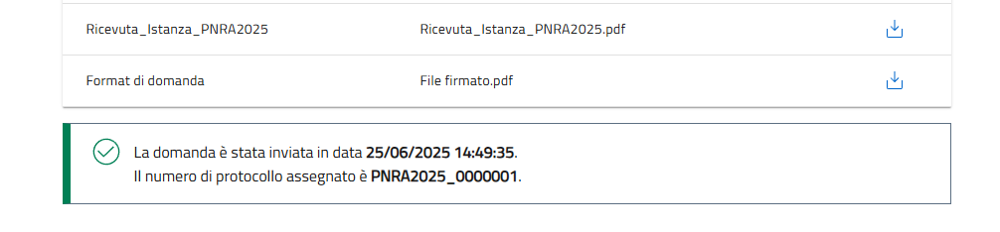 Ricevuta_Istanza_PNRA2025 Ricevuta_Istanza_PNRA2025.pdf
Format di domanda File firmato.pdf
La domanda è stata inviata in data 25/06/2025 14:49:35.
Il numero di protocollo assegnato è PNRA2025_0000001.